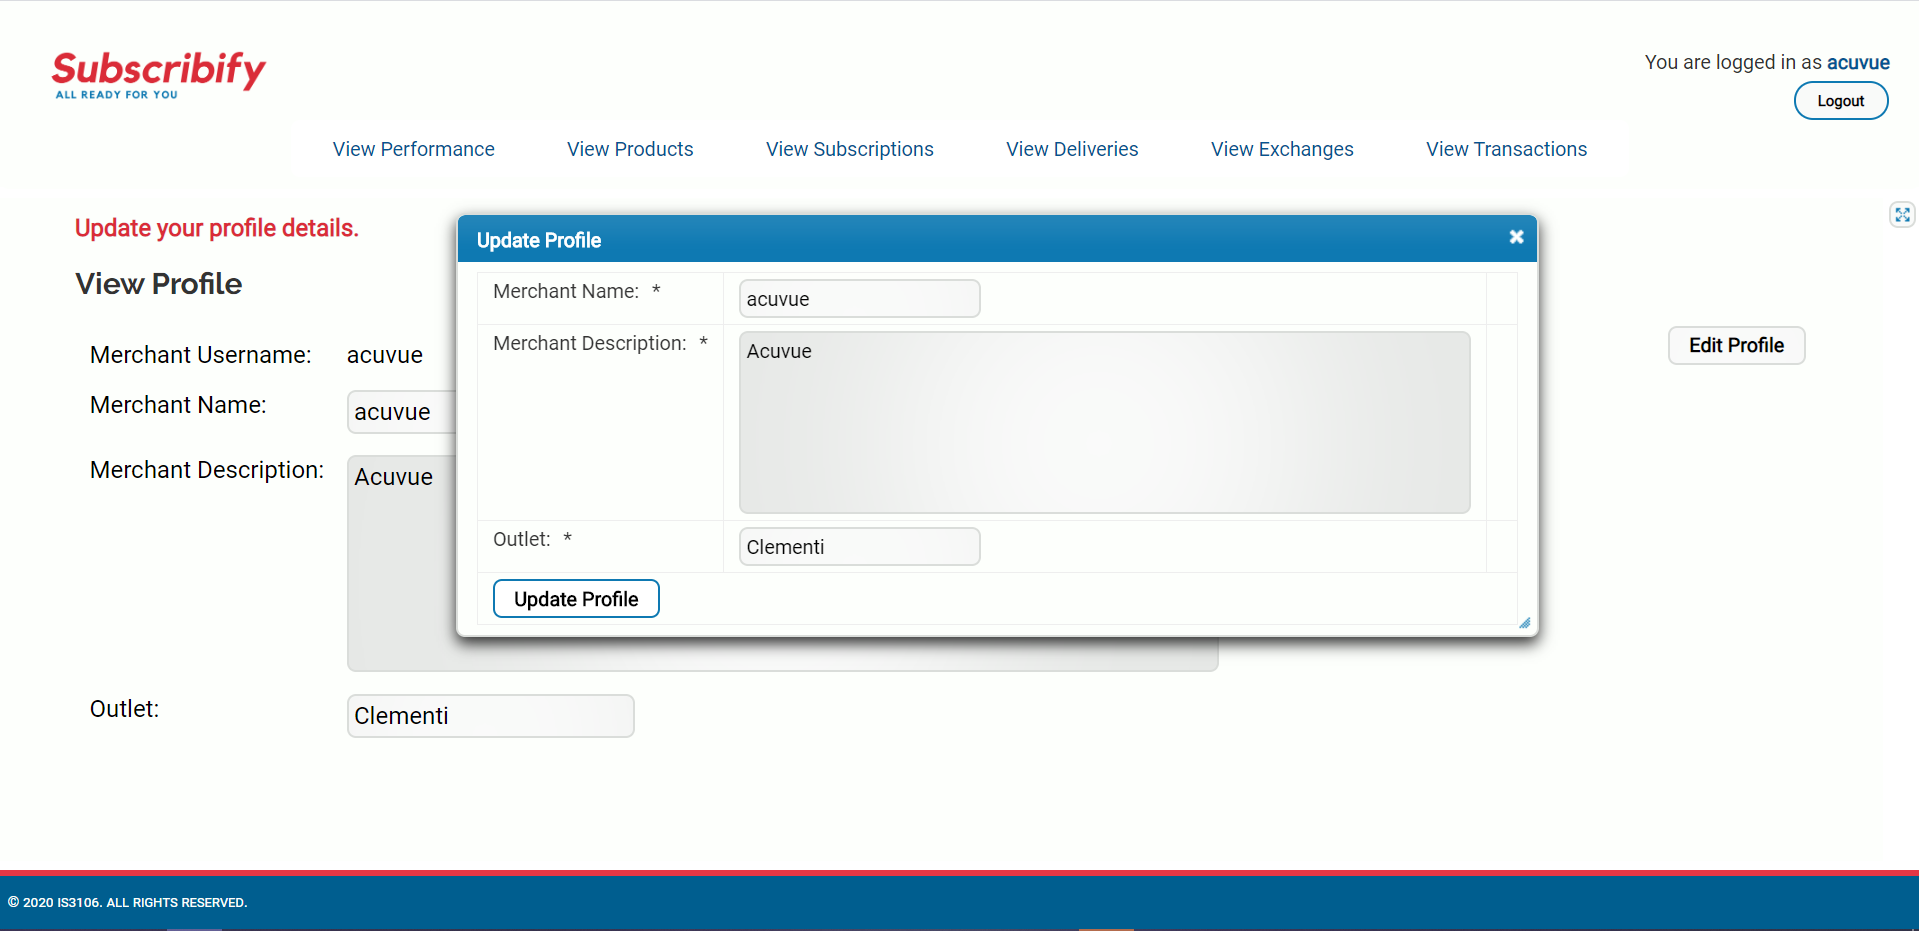 Subscribify
ALL READY FOR YOU
You are logged in as acuvue
Logout
View Performance View Products View Subscriptions View Deliveries View Exchanges View Transactions
Update your profile details.
View Profile
Merchant Username: acuvue
Edit Profile
Merchant Name: acuvue
Merchant Description: Acuvue
Outlet: Clementi
Update Profile
Merchant Name: * acuvue
Merchant Description: * Acuvue
Outlet: * Clementi
Update Profile
© 2020 IS3106. ALL RIGHTS RESERVED.